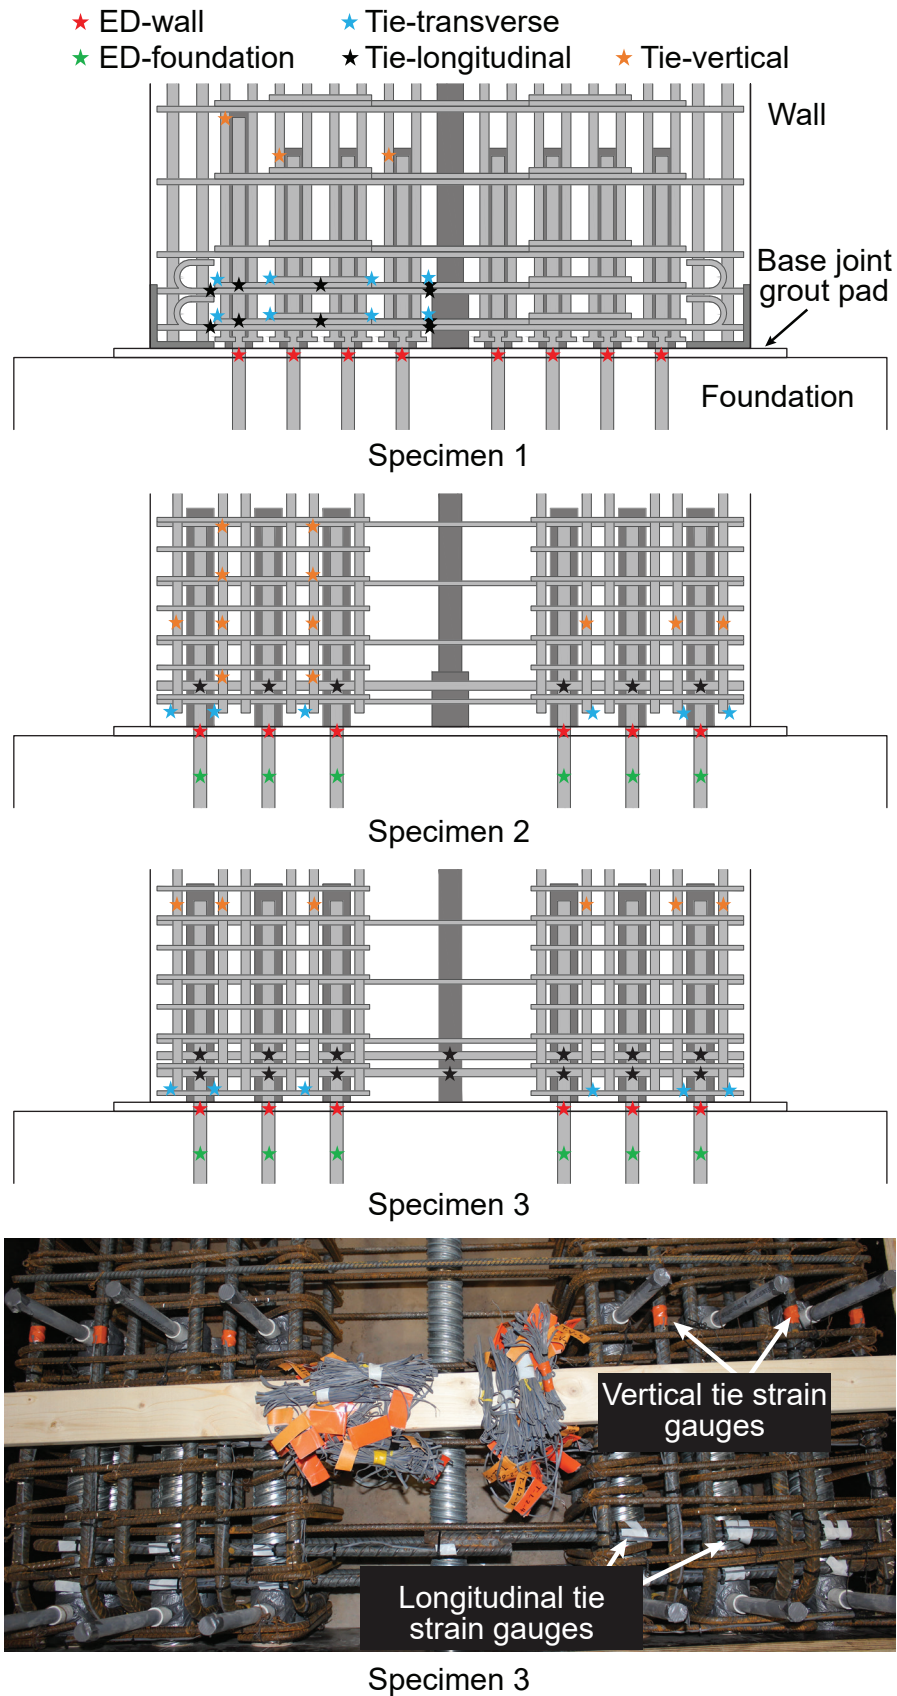 ED-wall
Tie-transverse
ED-foundation
Tie-longitudinal
Tie-vertical
Wall
Base joint
grout pad
Foundation
Specimen 1
Specimen 2
Specimen 3
Vertical tie strain
gauges
Longitudinal tie
strain gauges
Specimen 3